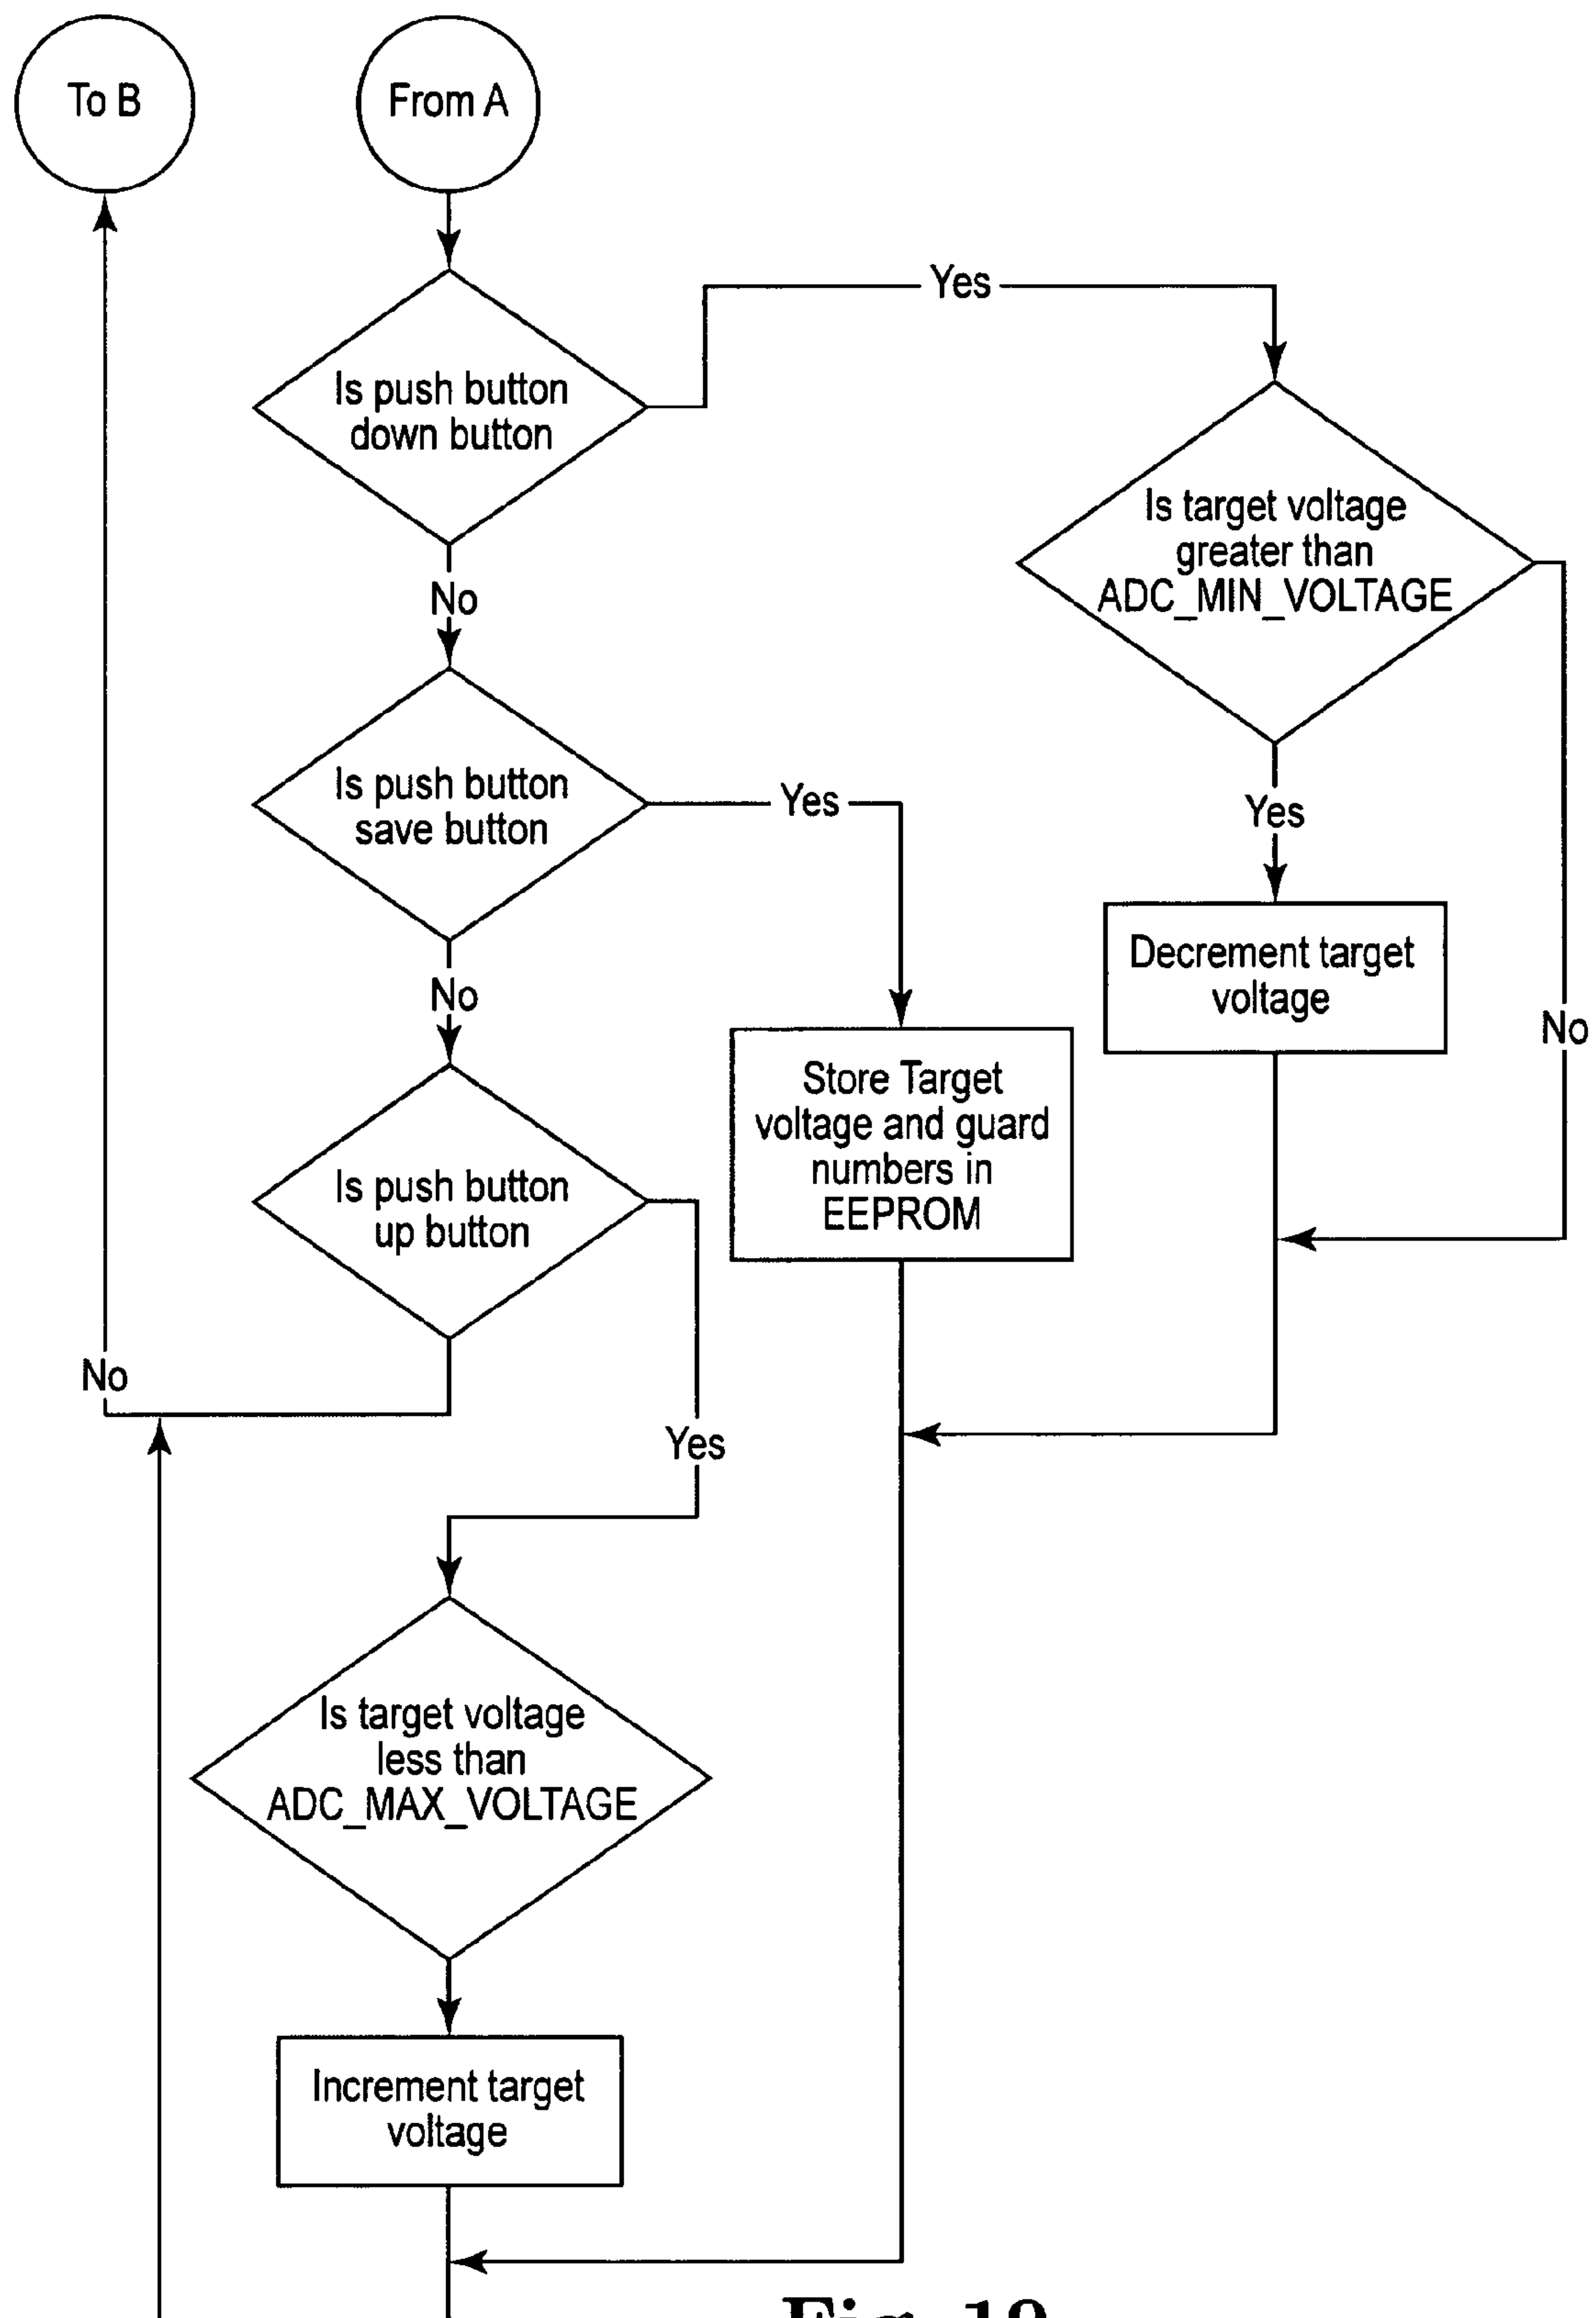 To B
From A
Yes
Is push button
down button
Is target voltage
greater than
ADC_MIN_VOLTAGE
No
Is push button
save button
Yes
Yes
Decrement target
voltage
No
No
Store Target
voltage and guard
numbers in
EEPROM
Is push button
up button
No
Yes
Is target voltage
less than
ADC_MAX_VOLTAGE
Increment target
voltage
Fig.